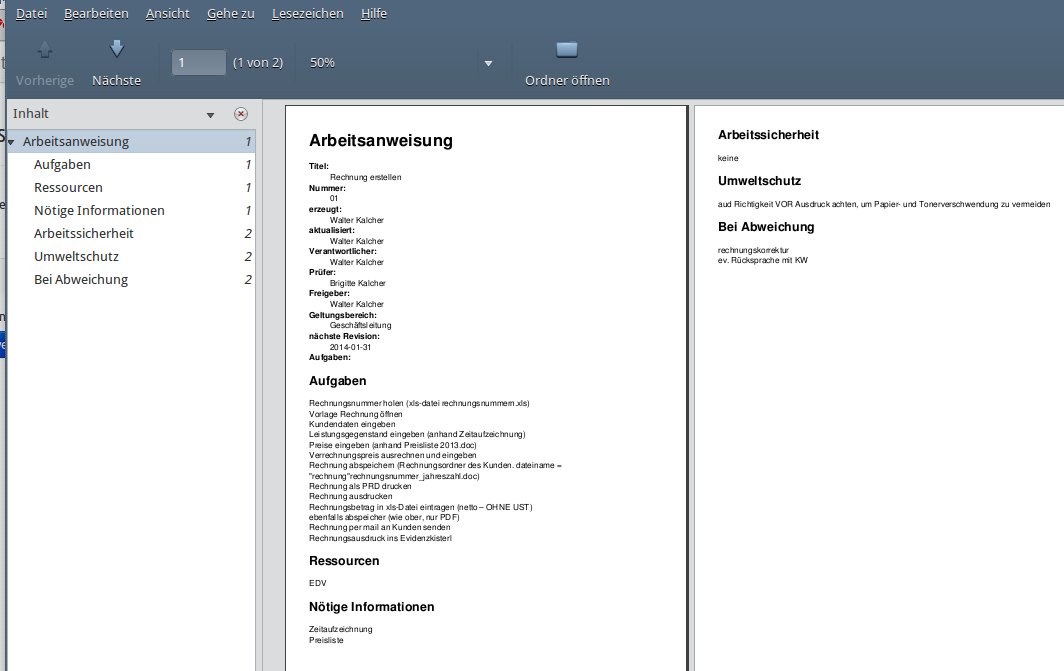 Datei Bearbeiten Ansicht Gehe zu Lesezeichen Hilfe
Vorherige Nächste 1 (1 von 2) 50% Ordner öffnen
Inhalt
Arbeitsanweisung 1
Aufgaben 1
Ressourcen 1
Nötige Informationen 1
Arbeitssicherheit 2
Umweltschutz 2
Bei Abweichung 2
Arbeitsanweisung
Titel:
Rechnung erstellen
Nummer:
01
erzeugt:
Walter Kalcher
aktualisiert:
Walter Kalcher
Verantwortlicher:
Walter Kalcher
Prüfer:
Brigitte Kalcher
Freigeber:
Walter Kalcher
Geltungsbereich:
Geschäftsleitung
nächste Revision:
2014-01-31
Aufgaben:
Aufgaben
Rechnungsnummer holen (xls-datei rechnungsnummern.xls)
Vorlage Rechnung öffnen
Kundendaten eingeben
Leistungsgegenstand eingeben (anhand Zeitaufzeichnung)
Preise eingeben (anhand Preisliste 2013.doc)
Verrechnungspreis ausrechnen und eingeben
Rechnung abspeichern (Rechnungsordner des Kunden. dateiname =
"rechnung"rechnungsnummer_jahreszahl.doc)
Rechnung als PRD drucken
Rechnung ausdrucken
Rechnungsbetrag in xls-Datei eintragen (netto – OHNE UST)
ebenfalls abspeicher (wie ober, nur PDF)
Rechnung per mail an Kunden senden
Rechnungsausdruck ins Evidenzkisterl
Ressourcen
EDV
Nötige Informationen
Zeitaufzeichnung
Preisliste
Arbeitssicherheit
keine
Umweltschutz
aud Richtigkeit VOR Ausdruck achten, um Papier- und Tonerverschwendung zu vermeiden
Bei Abweichung
rechnungskorrektur
ev. Rücksprache mit KW